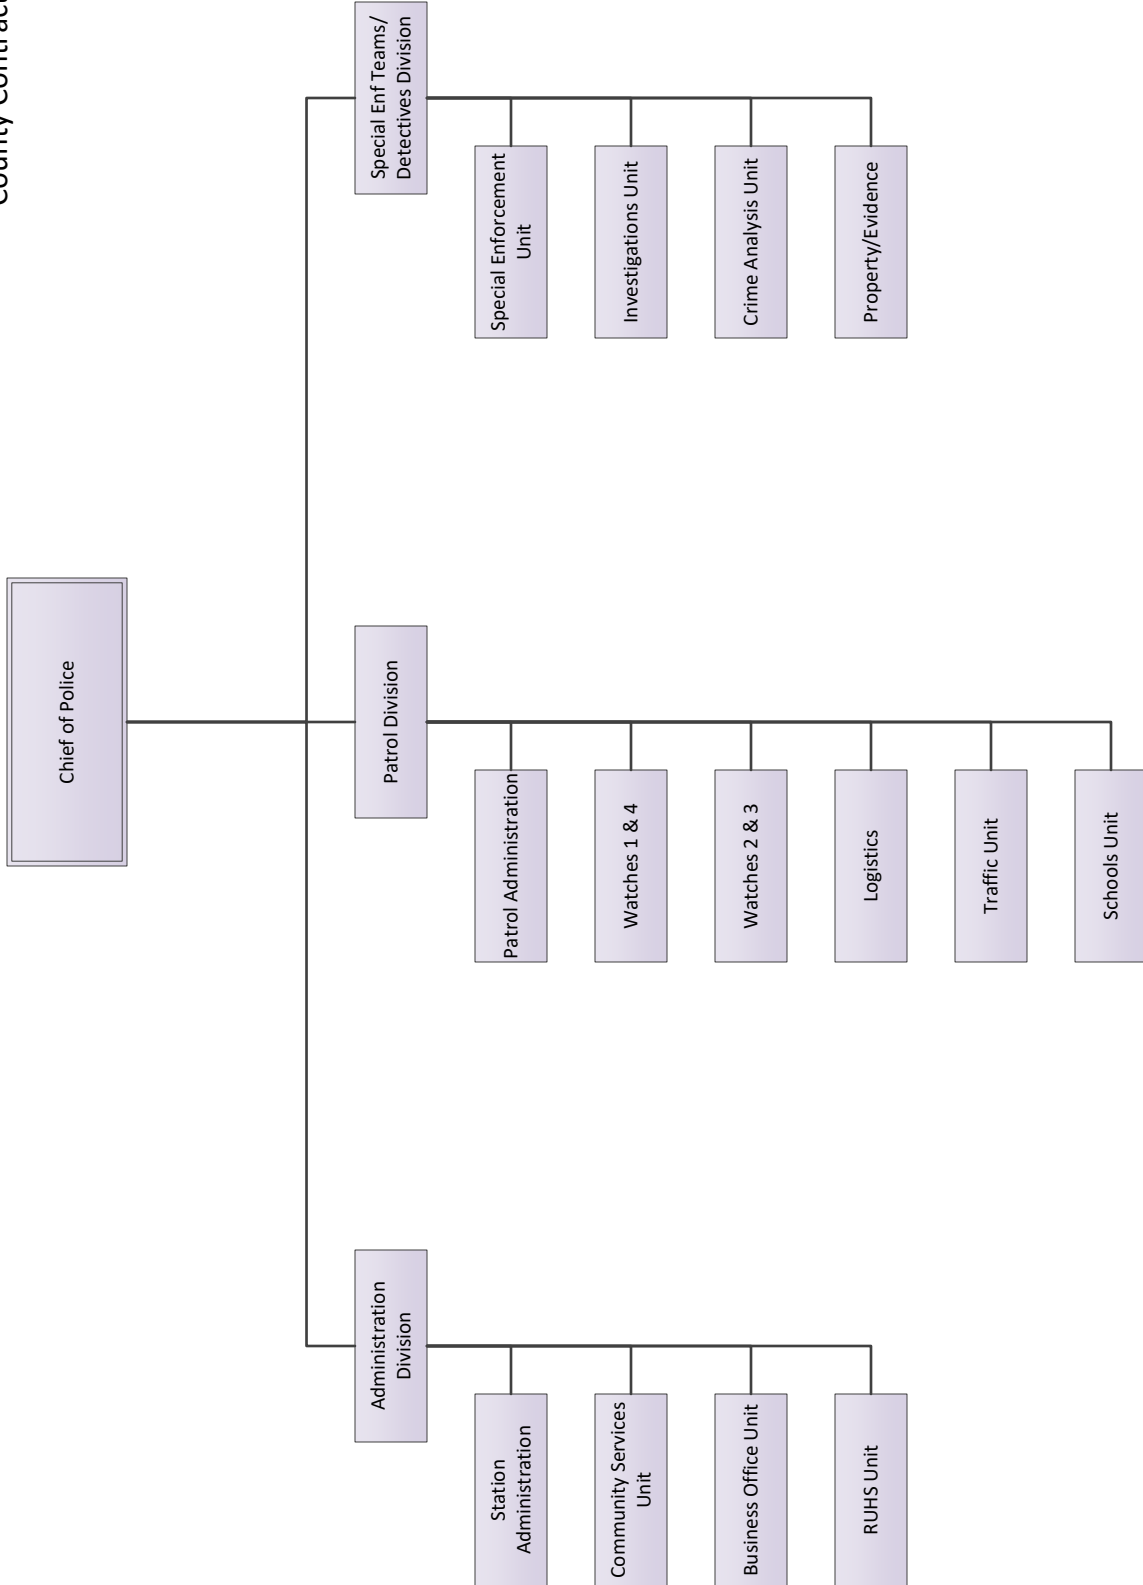 County
Chief of Police
Administration
Division
Station
Administration
Community Services
Unit
Business Office Unit
RUHS Unit
Patrol Division
Patrol Administration
Watches 1 & 4
Watches 2 & 3
Logistics
Traffic Unit
Schools Unit
Special Enf Teams/
Detectives Division
Special Enforcement
Unit
Investigations Unit
Crime Analysis Unit
Property/Evidence